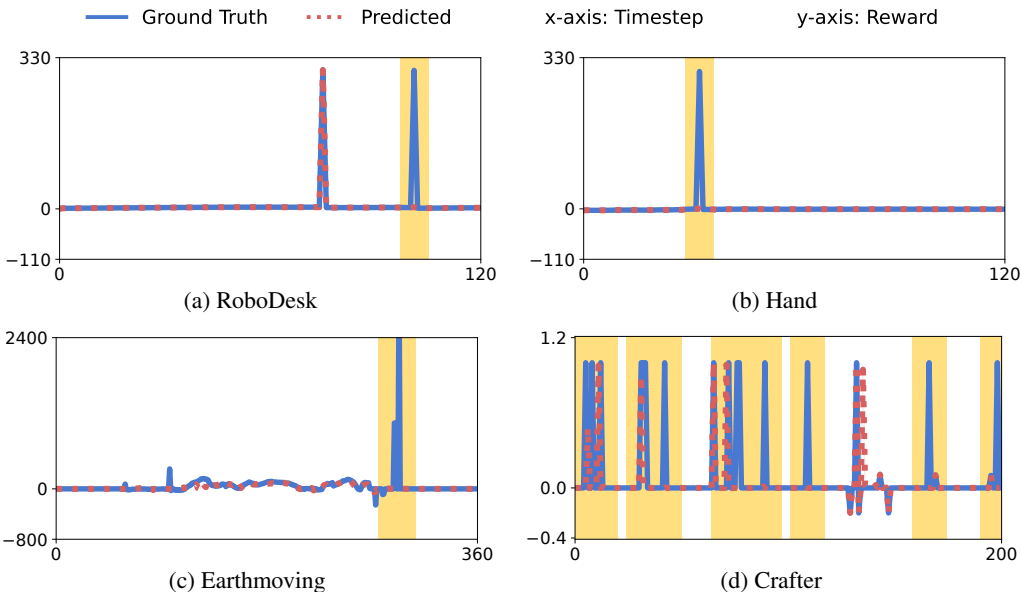 Ground Truth Predicted x-axis: Timestep y-axis: Reward
330 330
0 0
−110 −110
0 120 0 120
(a) RoboDesk (b) Hand
2400 1.2
0 0.0
−800 −0.4
0 360 0 200
(c) Earthmoving (d) Crafter